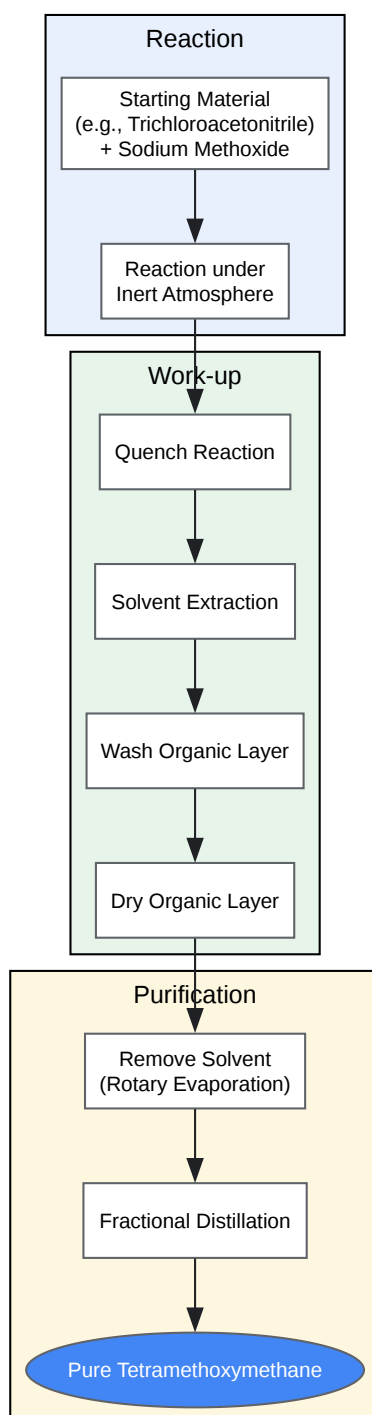 Reaction
Starting Material
(e.g., Trichloroacetonitrile)
+ Sodium Methoxide
Reaction under
Inert Atmosphere
Work-up
Quench Reaction
Solvent Extraction
Wash Organic Layer
Dry Organic Layer
Purification
Remove Solvent
(Rotary Evaporation)
Fractional Distillation
Pure Tetramethoxymethane